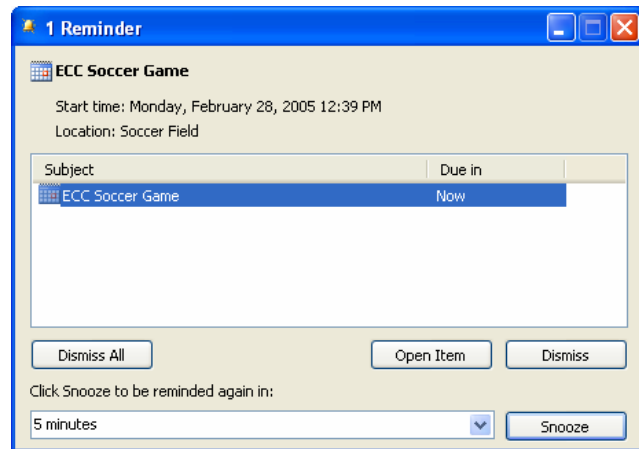 1 Reminder
ECC Soccer Game
Start time: Monday, February 28, 2005 12:39 PM
Location: Soccer Field
Subject Due in
ECC Soccer Game Now
Dismiss All Open Item Dismiss
Click Snooze to be reminded again in:
5 minutes Snooze